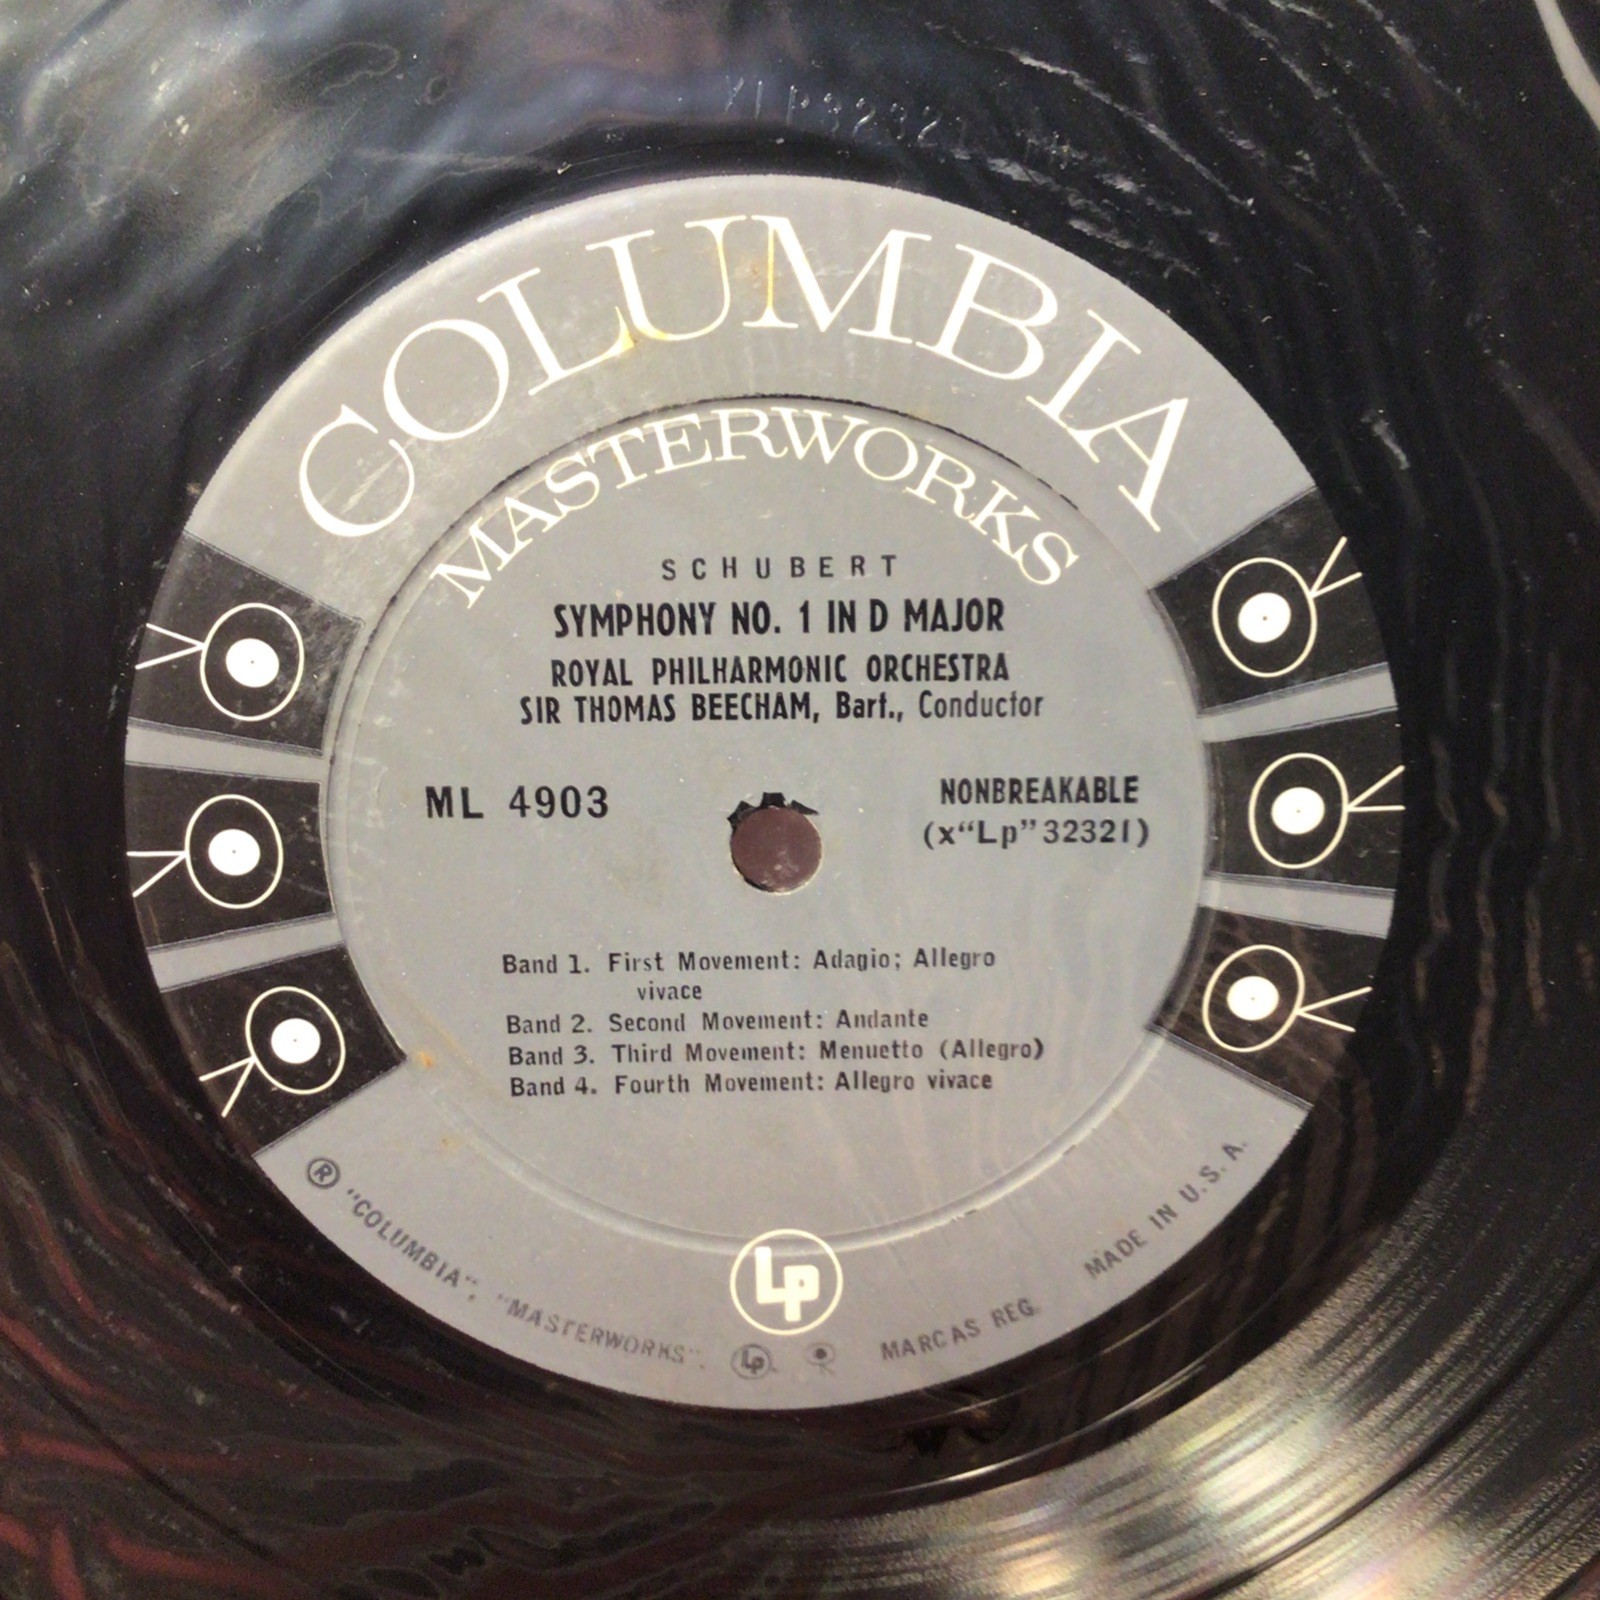 COLUMBIA
MASTERWORKS
SCHUBERT
SYMPHONY NO. 1 IN D MAJOR
ROYAL PHILHARMONIC ORCHESTRA
SIR THOMAS BEECHAM, Bart., Conductor
ML 4903
NONBREAKABLE
(x“Lp” 32321)
Band 1. First Movement: Adagio; Allegro
vivace
Band 2. Second Movement: Andante
Band 3. Third Movement: Menuetto (Allegro)
Band 4. Fourth Movement: Allegro vivace
Lp
® “COLUMBIA”, “MASTERWORKS”, Lp, MARCAS REG. MADE IN U.S.A.